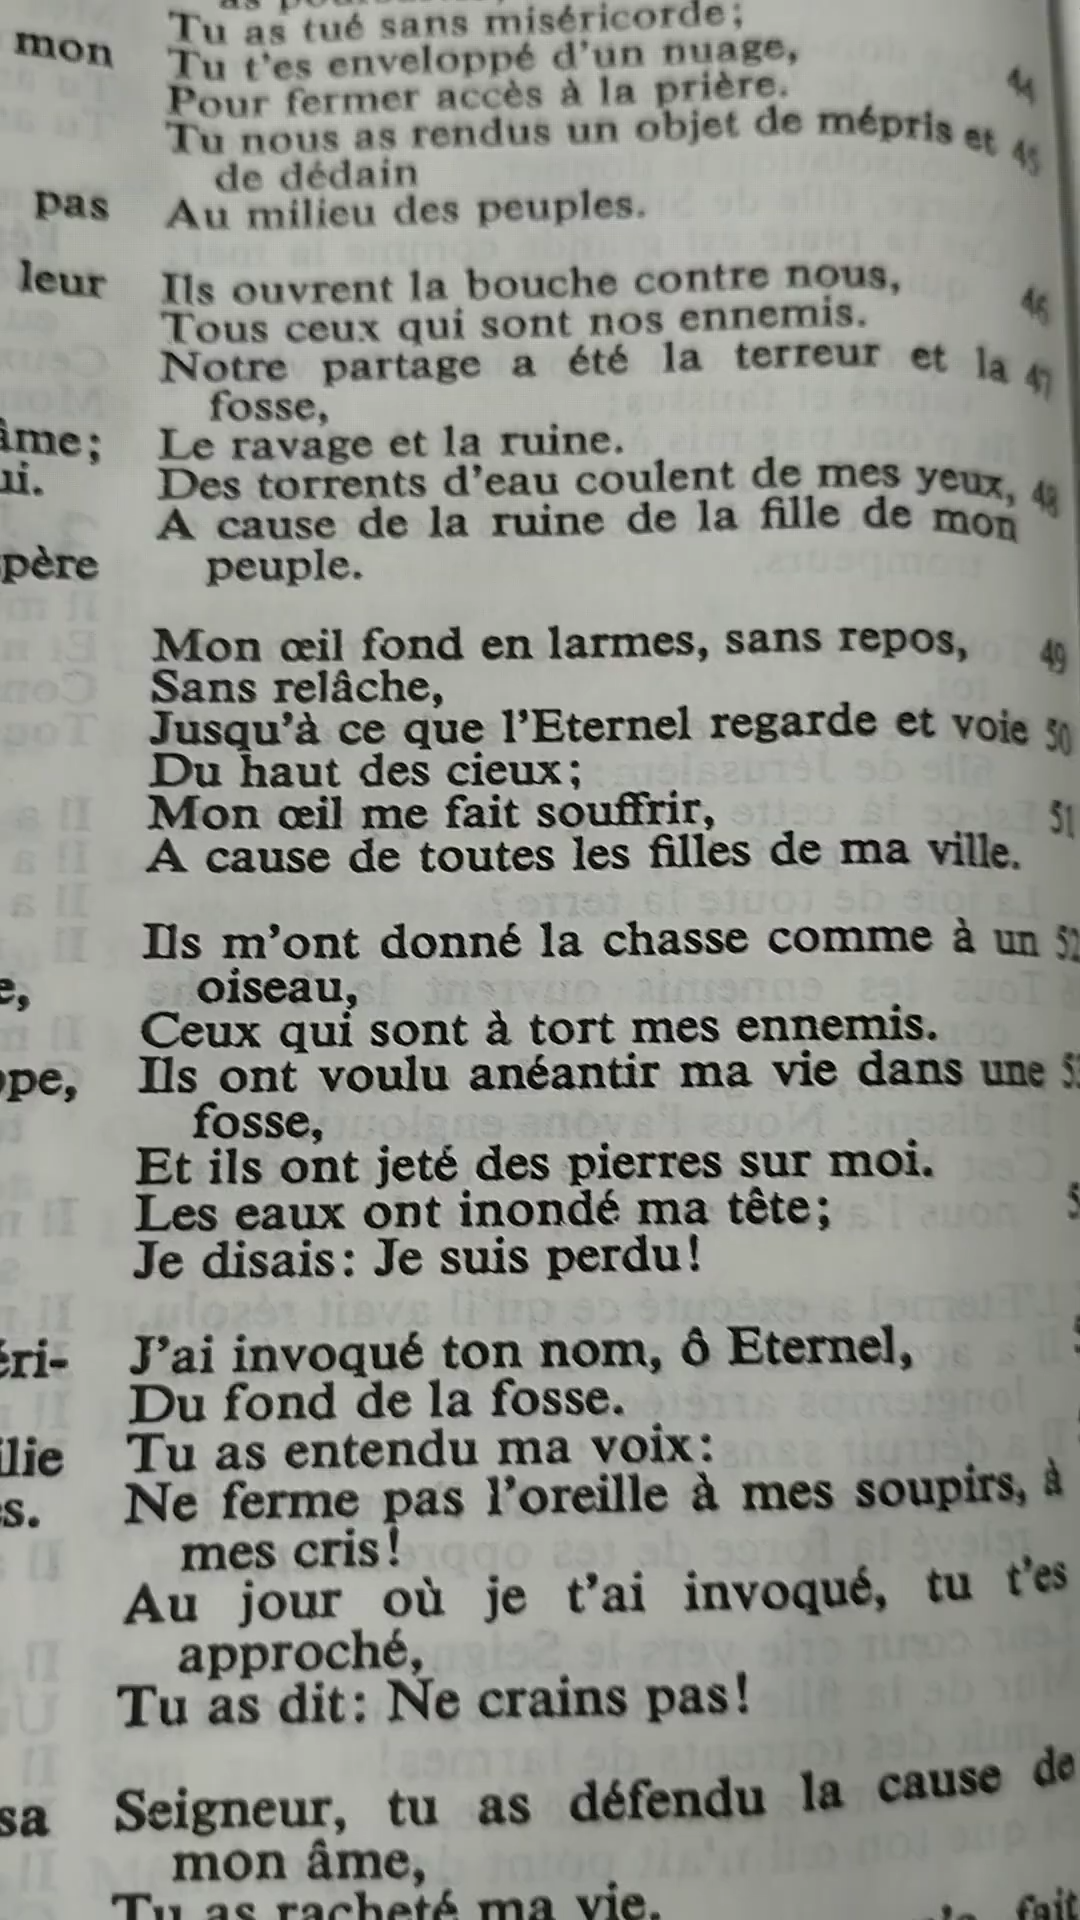 Tu as tué sans miséricorde;
mon
Tu t'es enveloppé d'un nuage,
44
Pour fermer accès à la prière.
Tu nous as rendus un objet de mépris et
45
de dédain
pas
Au milieu des peuples.
leur
Ils ouvrent la bouche contre nous,
46
Tous ceux qui sont nos ennemis.
Notre partage a été la terreur et la
47
fosse,
âme;
Le ravage et la ruine.
ui.
Des torrents d'eau coulent de mes yeux,
48
A cause de la ruine de la fille de mon
père
peuple.
Mon œil fond en larmes, sans repos,
49
Sans relâche,
Jusqu'à ce que l'Eternel regarde et voie
50
Du haut des cieux;
Mon œil me fait souffrir,
51
A cause de toutes les filles de ma ville.
Ils m'ont donné la chasse comme à un
52
e,
oiseau,
Ceux qui sont à tort mes ennemis.
ppe,
Ils ont voulu anéantir ma vie dans une
fosse,
Et ils ont jeté des pierres sur moi.
Les eaux ont inondé ma tête;
Je disais: Je suis perdu!
éri-
J'ai invoqué ton nom, ô Eternel,
Du fond de la fosse.
ilie
Tu as entendu ma voix:
s.
Ne ferme pas l'oreille à mes soupirs, à
mes cris!
Au jour où je t'ai invoqué, tu t'es
approché,
Tu as dit: Ne crains pas!
sa
Seigneur, tu as défendu la cause de
mon âme,
Tu as racheté ma vie.
fait